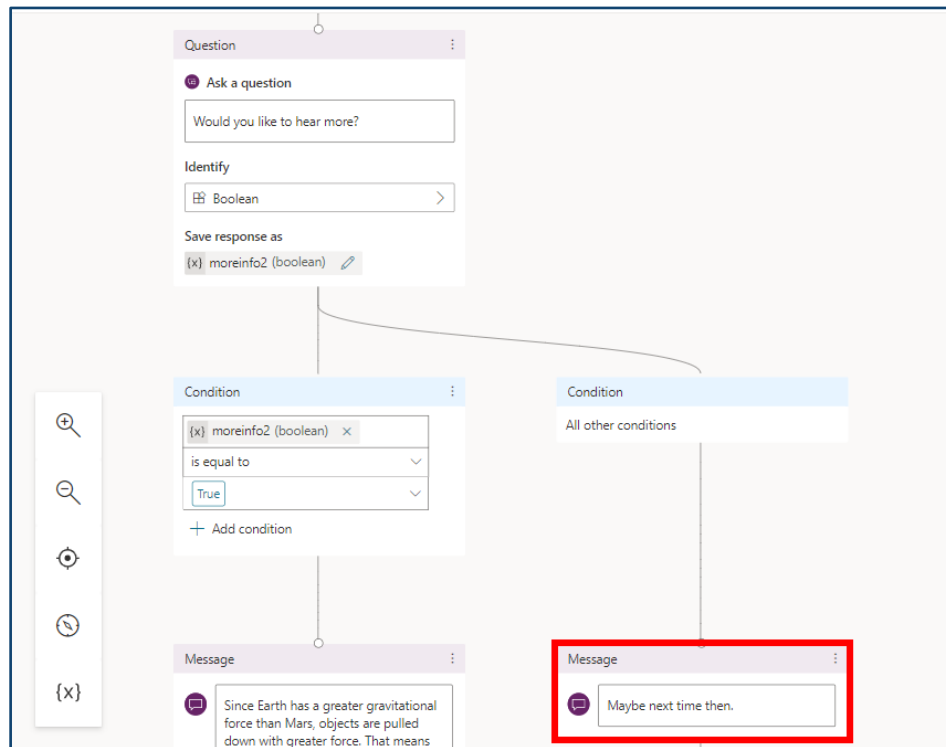 Question
Ask a question
Would you like to hear more?
Identify
Boolean
Save response as
{x} moreinfo2 (boolean)
Condition
{x} moreinfo2 (boolean) ×
is equal to
True
+ Add condition
Condition
All other conditions
{x}
Message
Since Earth has a greater gravitational
force than Mars, objects are pulled
down with greater force. That means
Message
Maybe next time then.